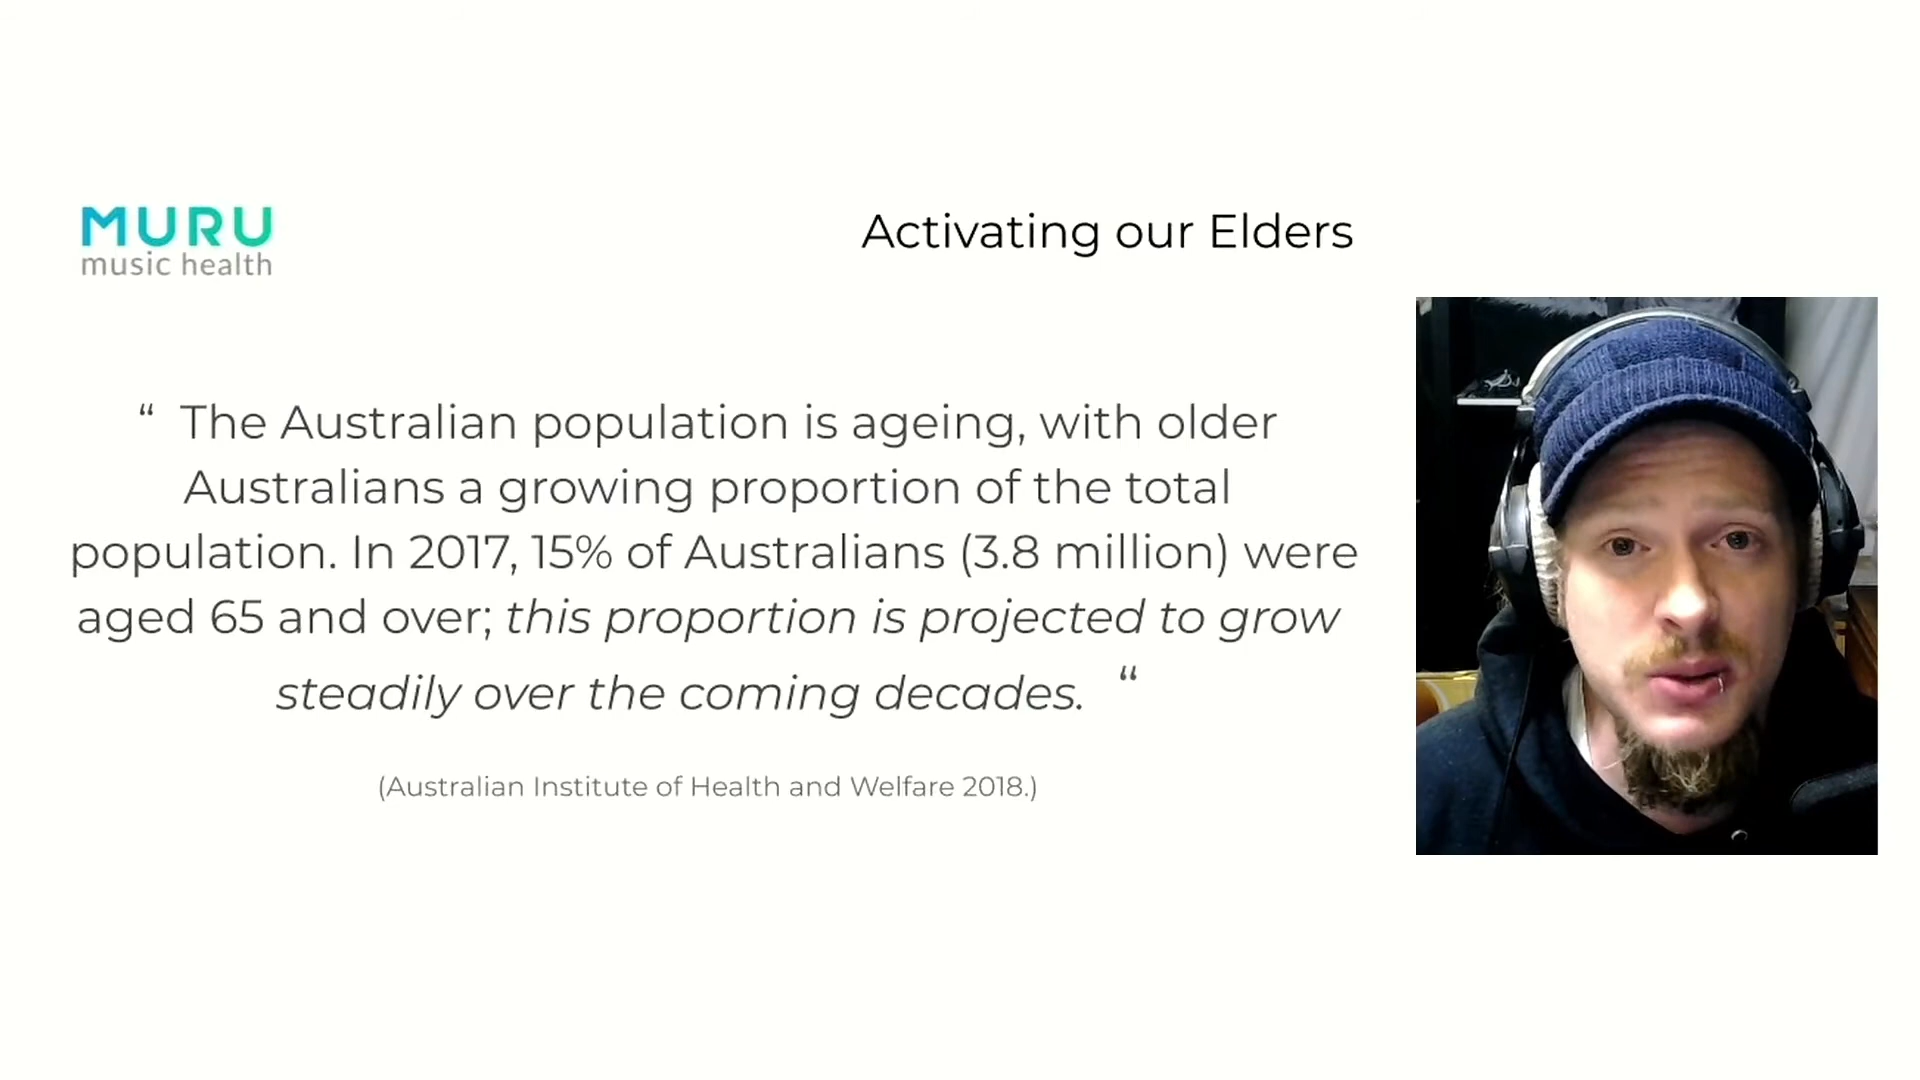 MURU
music health
Activating our Elders
“ The Australian population is ageing, with older
Australians a growing proportion of the total
population. In 2017, 15% of Australians (3.8 million) were
aged 65 and over; this proportion is projected to grow
steadily over the coming decades. “
(Australian Institute of Health and Welfare 2018.)